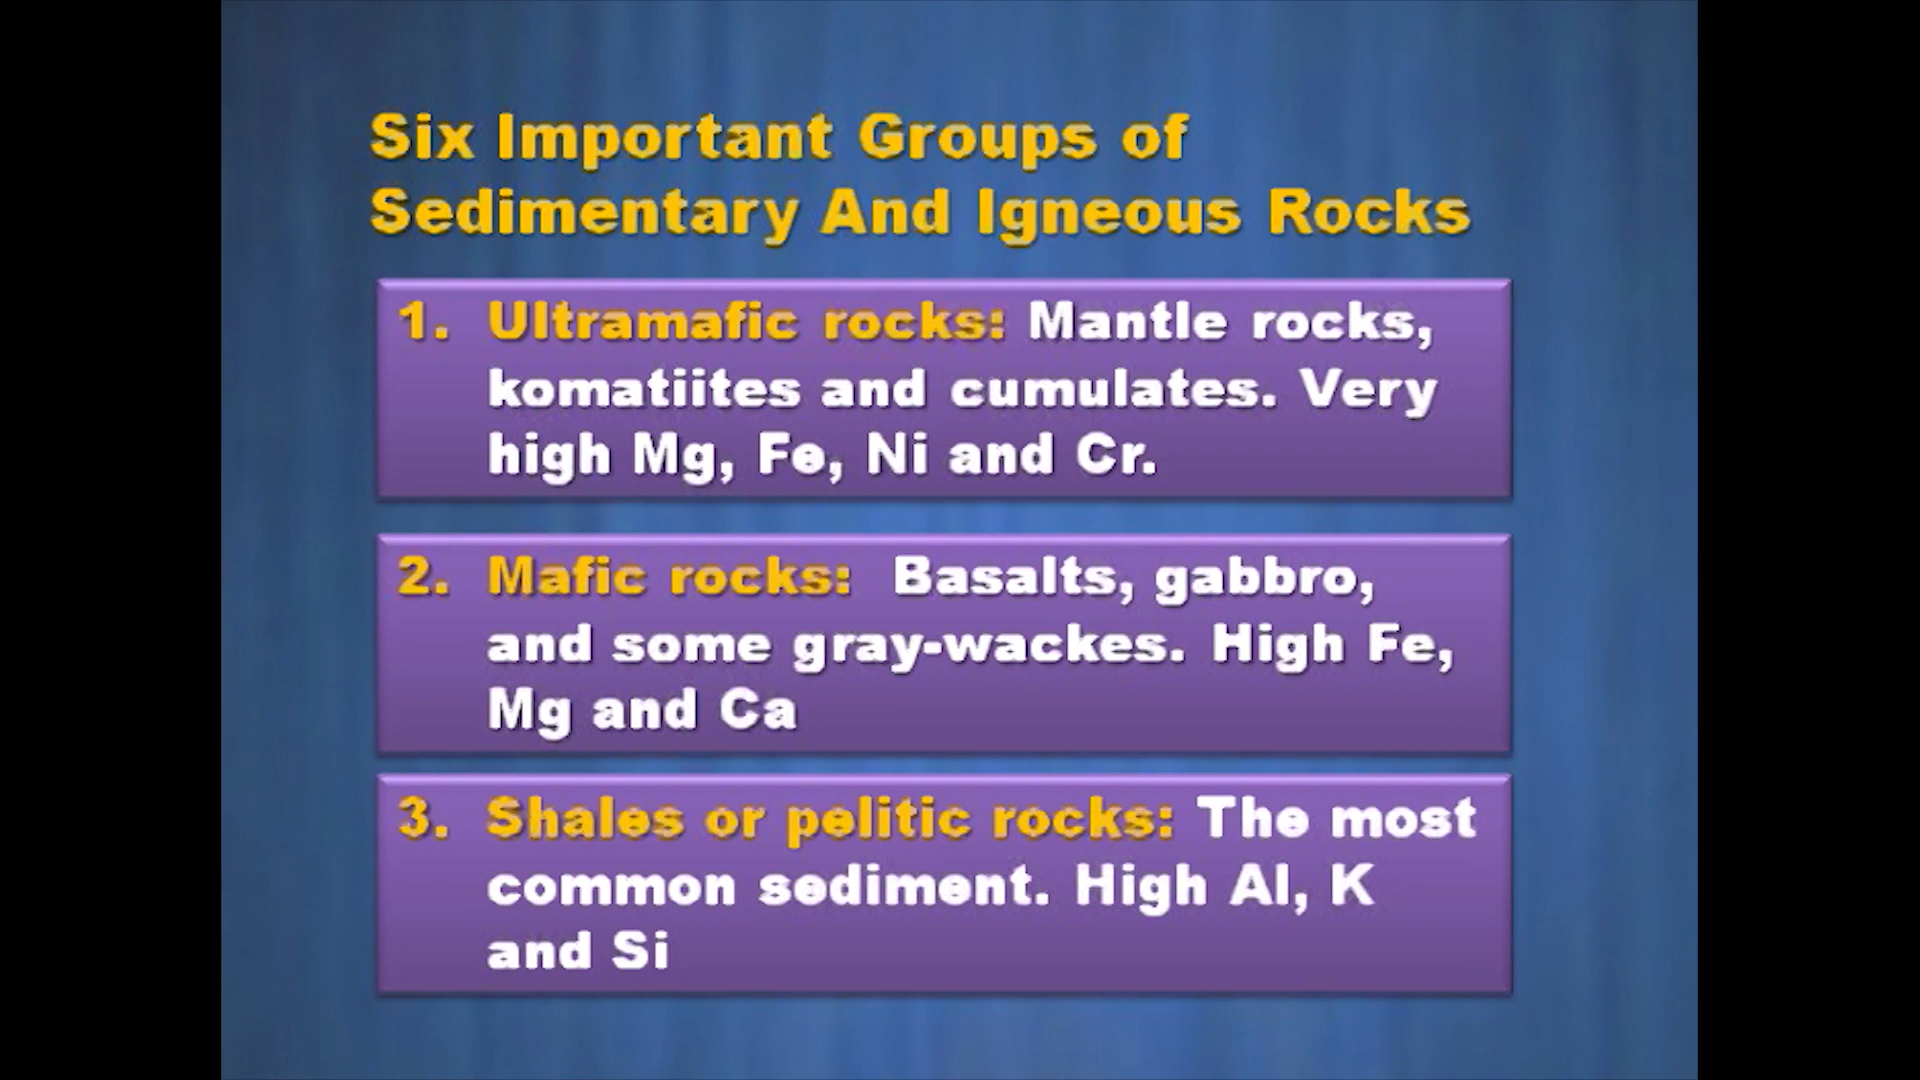 Six Important Groups of
Sedimentary And Igneous Rocks
1. Ultramafic rocks: Mantle rocks,
komatiites and cumulates. Very
high Mg, Fe, Ni and Cr.
2. Mafic rocks: Basalts, gabbro,
and some gray-wackes. High Fe,
Mg and Ca
3. Shales or pelitic rocks: The most
common sediment. High Al, K
and Si